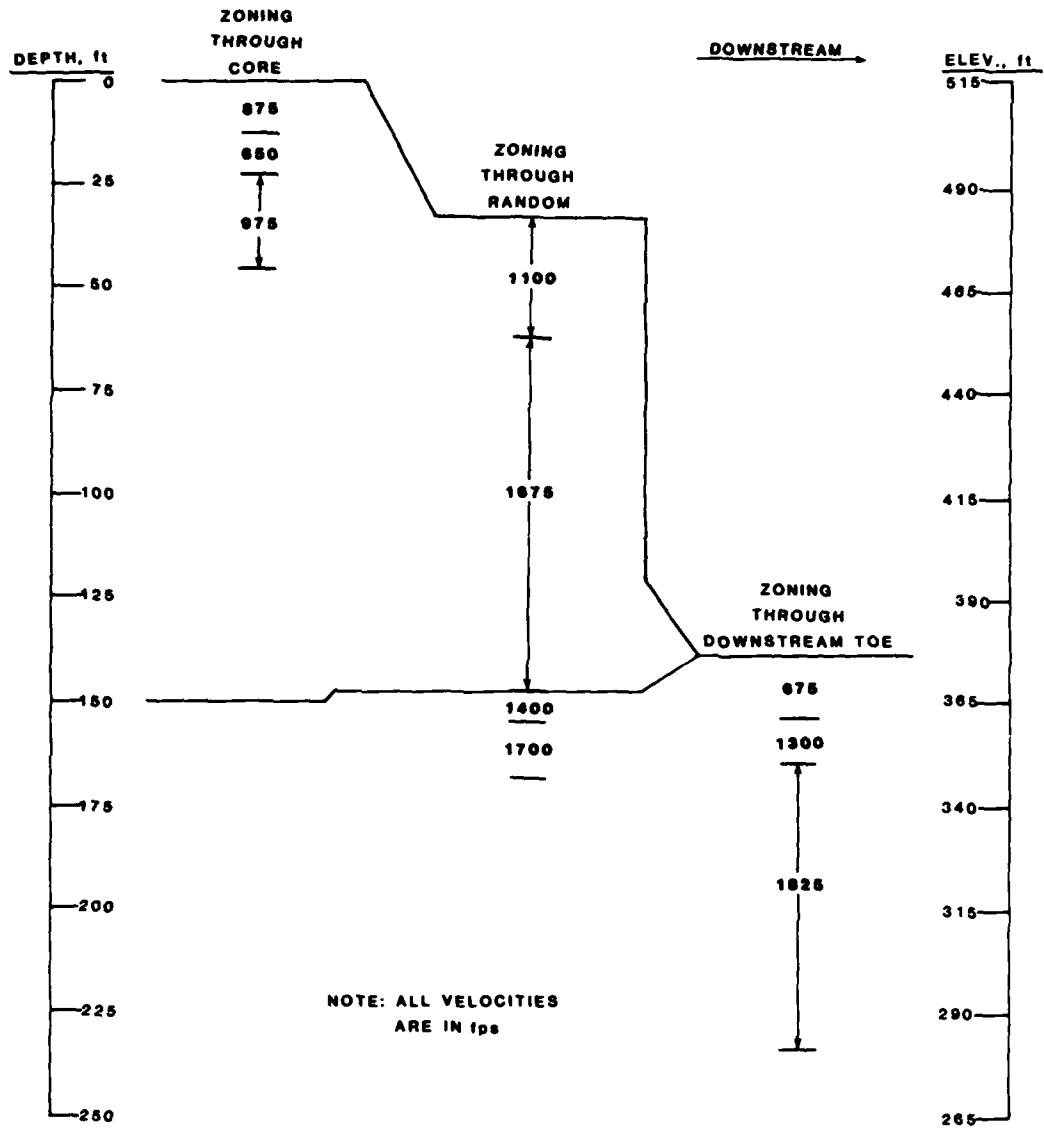 ZONING
THROUGH
CORE
DEPTH, ft
0
25
50
75
100
125
150
175
200
225
250
875
650
975
ZONING
THROUGH
RANDOM
1100
1675
1400
1700
DOWNSTREAM
ZONING
THROUGH
DOWNSTREAM TOE
675
1300
1825
ELEV., ft
515
490
465
440
415
390
365
340
315
290
265
NOTE: ALL VELOCITIES
ARE IN fps